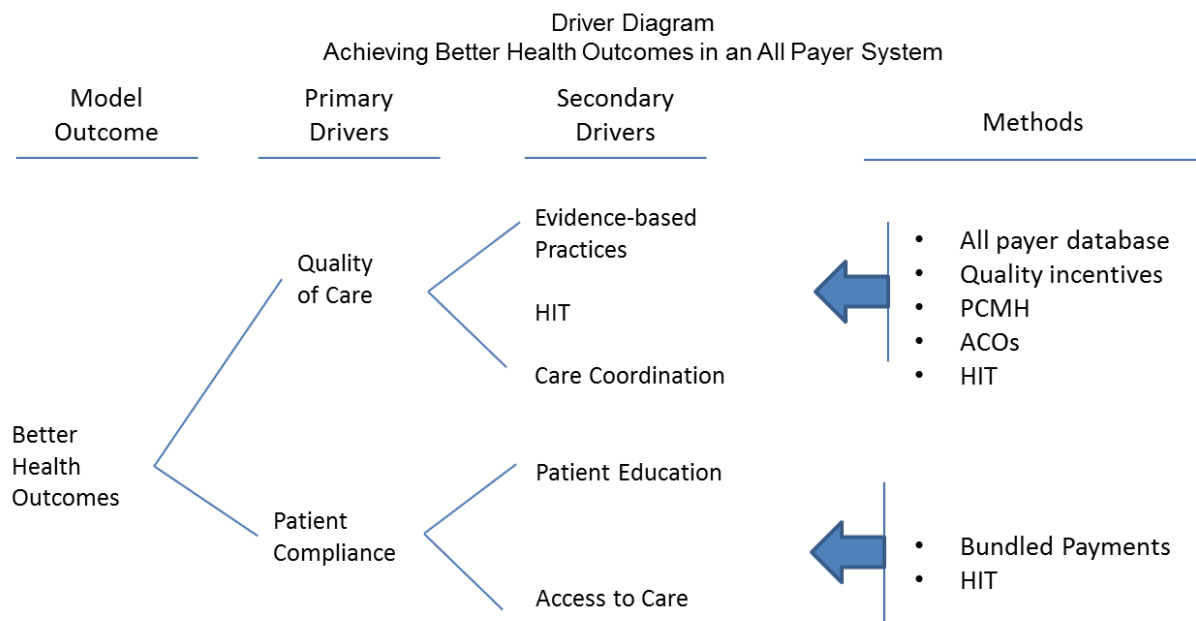 Driver Diagram
Achieving Better Health Outcomes in an All Payer System
Model
Outcome
Primary
Drivers
Secondary
Drivers
Methods
Better
Health
Outcomes
Quality
of Care
Patient
Compliance
Evidence-based
Practices
HIT
Care Coordination
Patient Education
Access to Care
• All payer database
• Quality incentives
• PCMH
• ACOs
• HIT
• Bundled Payments
• HIT